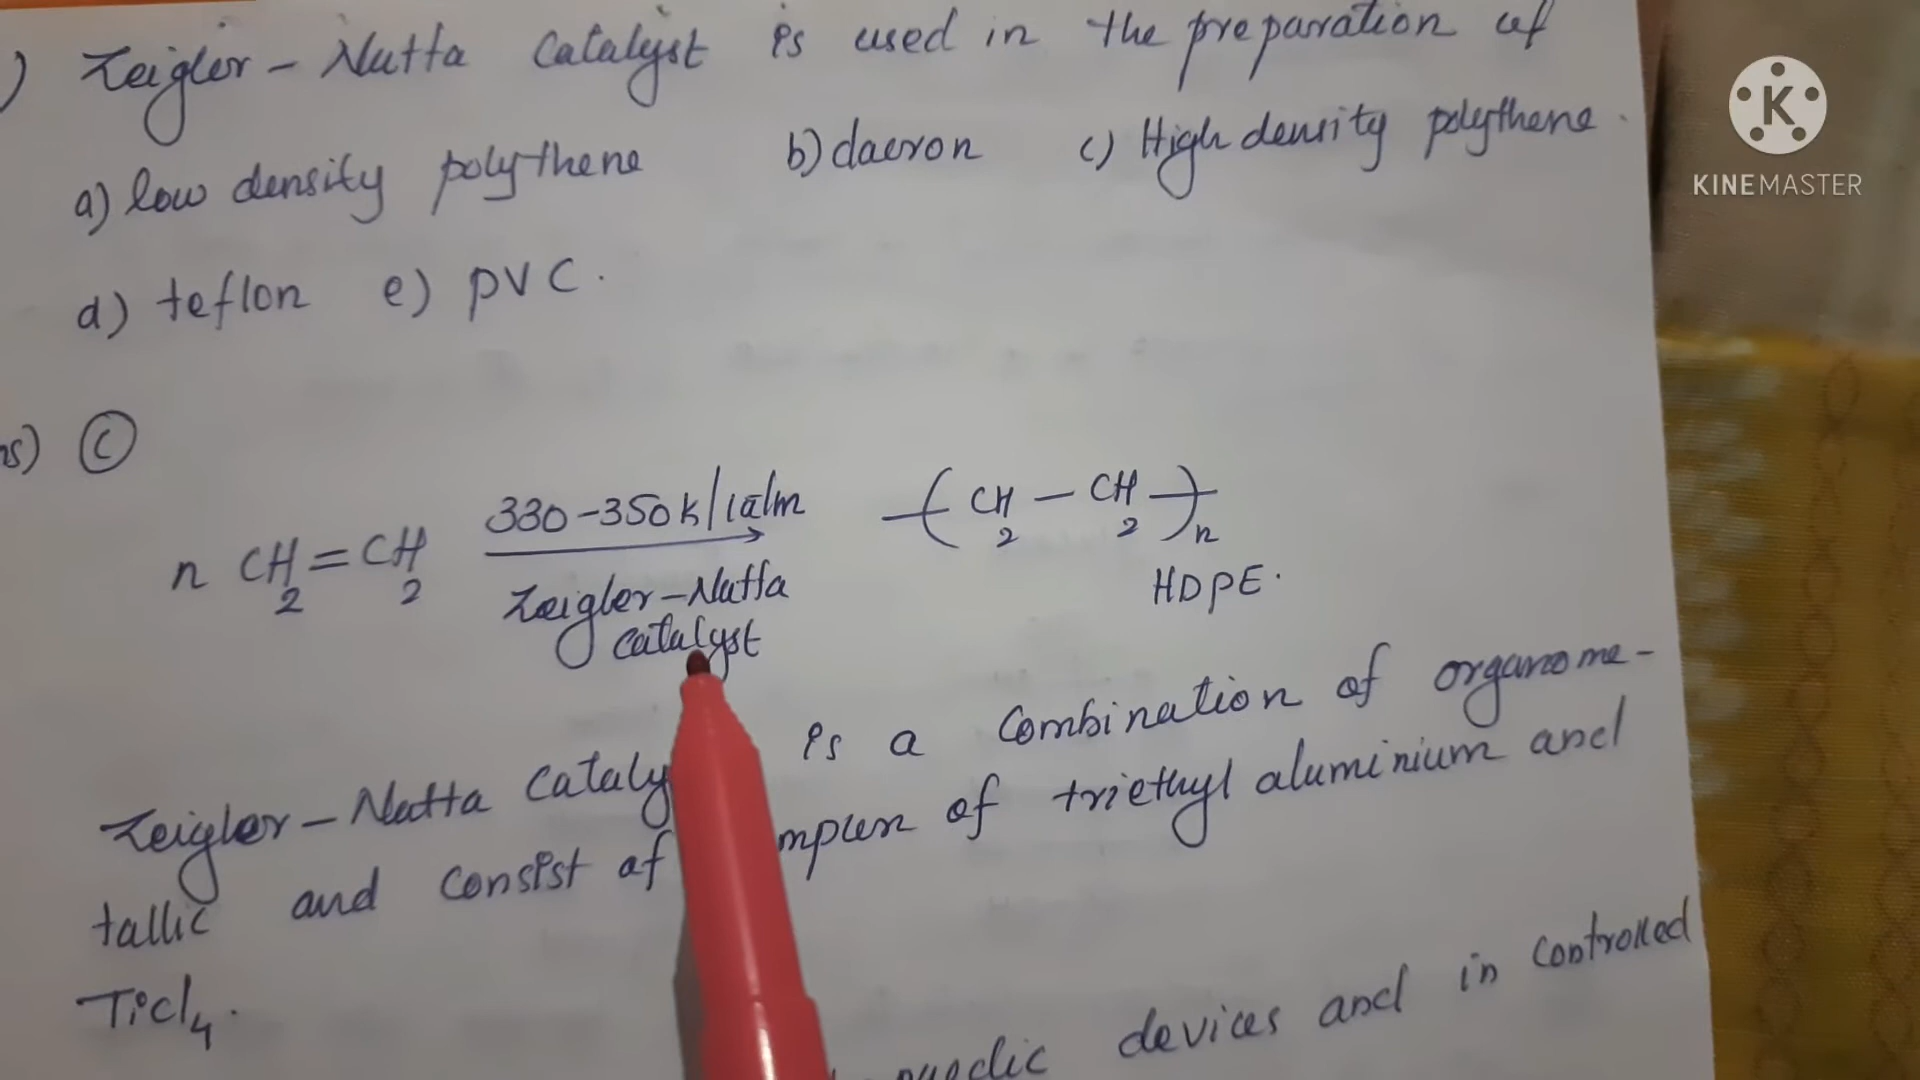 ) Zeigler - Natta Catalyst is used in the preparation of
a) low density polythene b) dacron c) High density polythene.
d) teflon e) PVC.
ns) (C)
n CH2 = CH2 330-350K/1atm -( CH2 - CH2 )-n
Zeigler-Natta
catalyst
HDPE.
Zeigler - Natta Cataly is a Combination of organome-
tallic and consist of mplex of triethyl aluminium and
TiCl4.
devices and in controlled
KINEMASTER